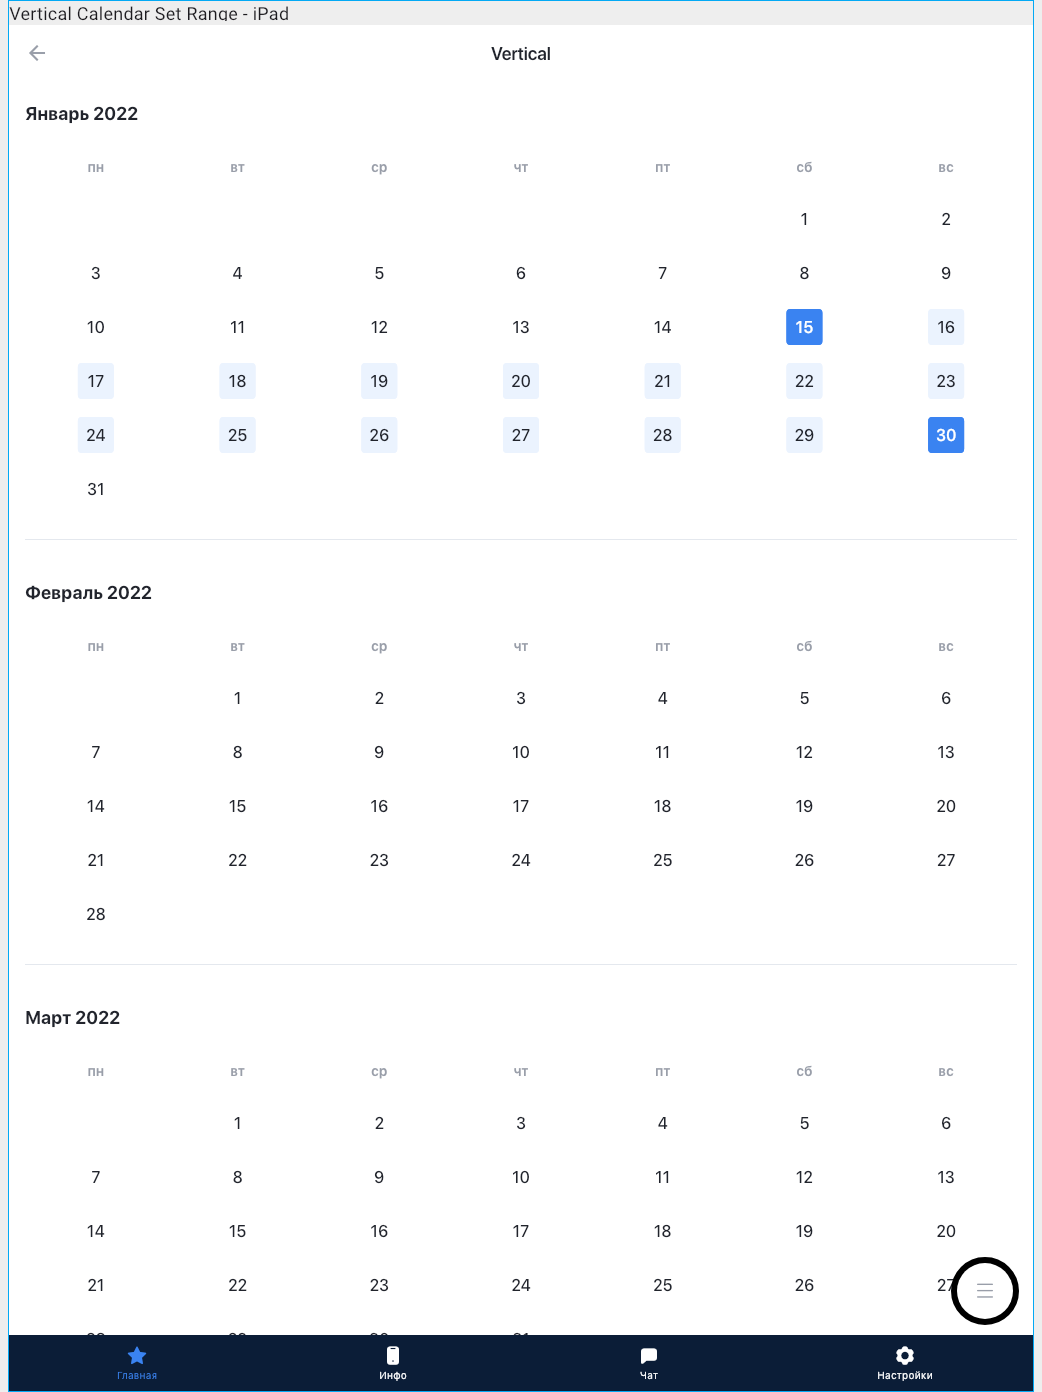 Vertical Calendar Set Range - iPad
Vertical
Январь 2022
пн вт ср чт пт сб вс
1 2
3 4 5 6 7 8 9
10 11 12 13 14 15 16
17 18 19 20 21 22 23
24 25 26 27 28 29 30
31
Февраль 2022
пн вт ср чт пт сб вс
1 2 3 4 5 6
7 8 9 10 11 12 13
14 15 16 17 18 19 20
21 22 23 24 25 26 27
28
Март 2022
пн вт ср чт пт сб вс
1 2 3 4 5 6
7 8 9 10 11 12 13
14 15 16 17 18 19 20
21 22 23 24 25 26 27
Главная Инфо Чат Настройки